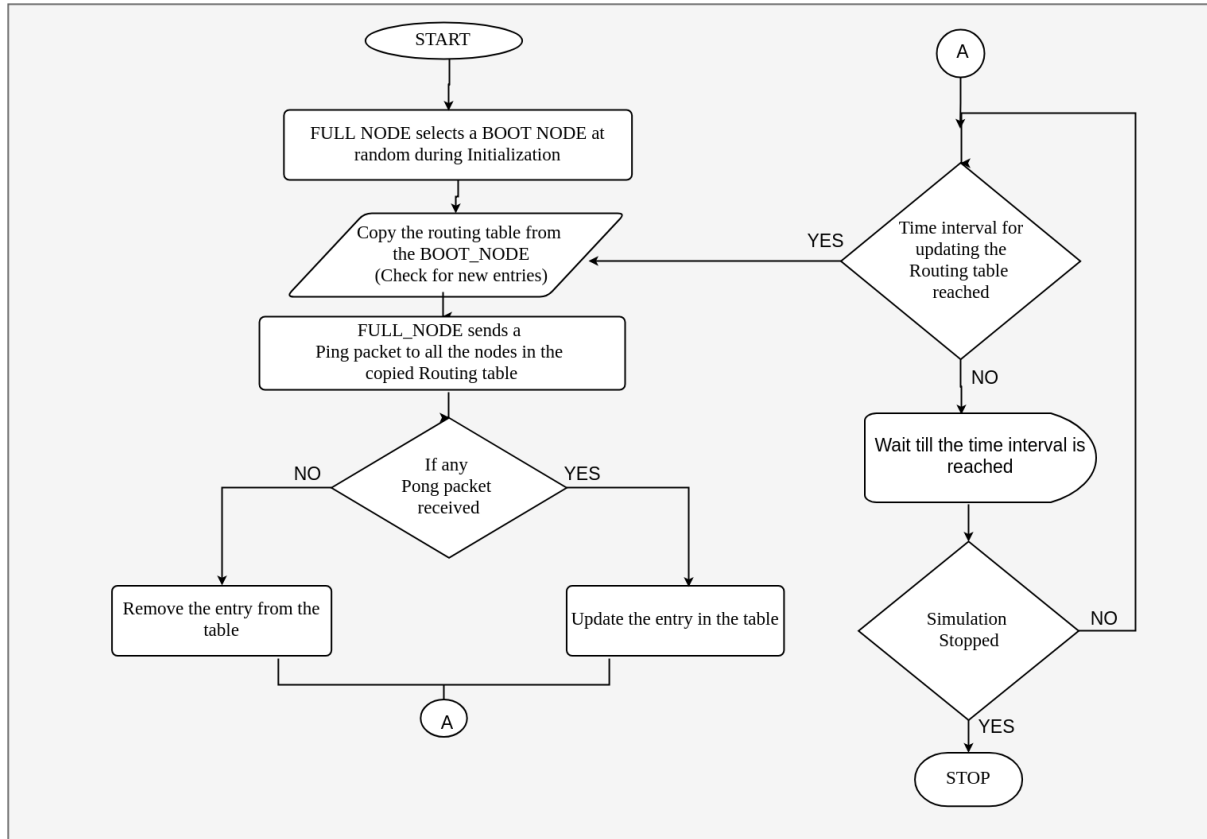 START
FULL NODE selects a BOOT NODE at
random during Initialization
Copy the routing table from
the BOOT_NODE
(Check for new entries)
FULL_NODE sends a
Ping packet to all the nodes in the
copied Routing table
If any
Pong packet
received
NO
YES
Remove the entry from the
table
Update the entry in the table
A
A
Time interval for
updating the
Routing table
reached
YES
NO
Wait till the time interval is
reached
Simulation
Stopped
NO
YES
STOP